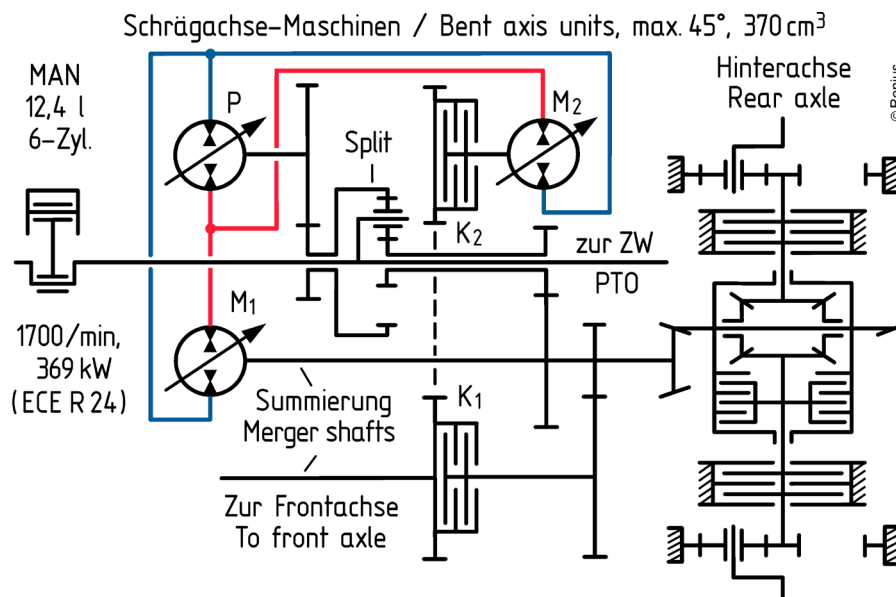 Schrägachse-Maschinen / Bent axis units, max. 45°, 370 cm³
MAN
12,4 l
6-Zyl.
P
Split
M₂
K₂
Hinterachse
Rear axle
©Renius
zur ZW
PTO
1700/min,
369 kW
(ECE R 24)
M₁
Summierung
Merger shafts
K₁
Zur Frontachse
To front axle